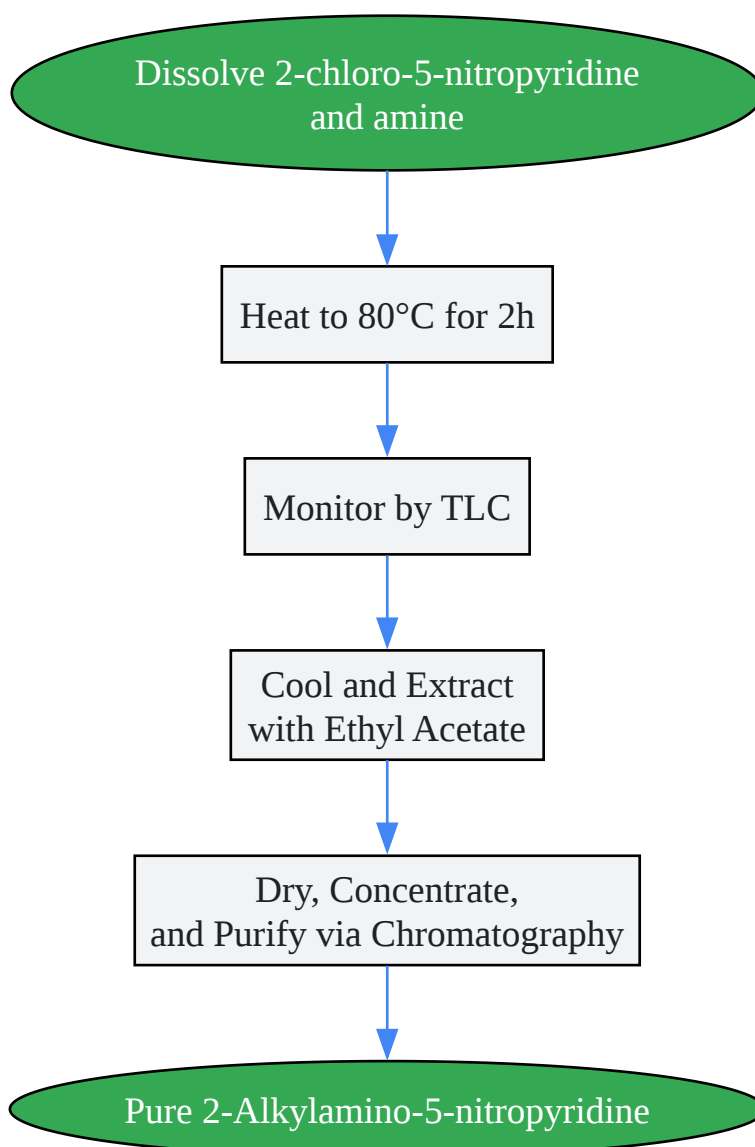 Dissolve 2-chloro-5-nitropyridine
and amine
Heat to 80°C for 2h
Monitor by TLC
Cool and Extract
with Ethyl Acetate
Dry, Concentrate,
and Purify via Chromatography
Pure 2-Alkylamino-5-nitropyridine